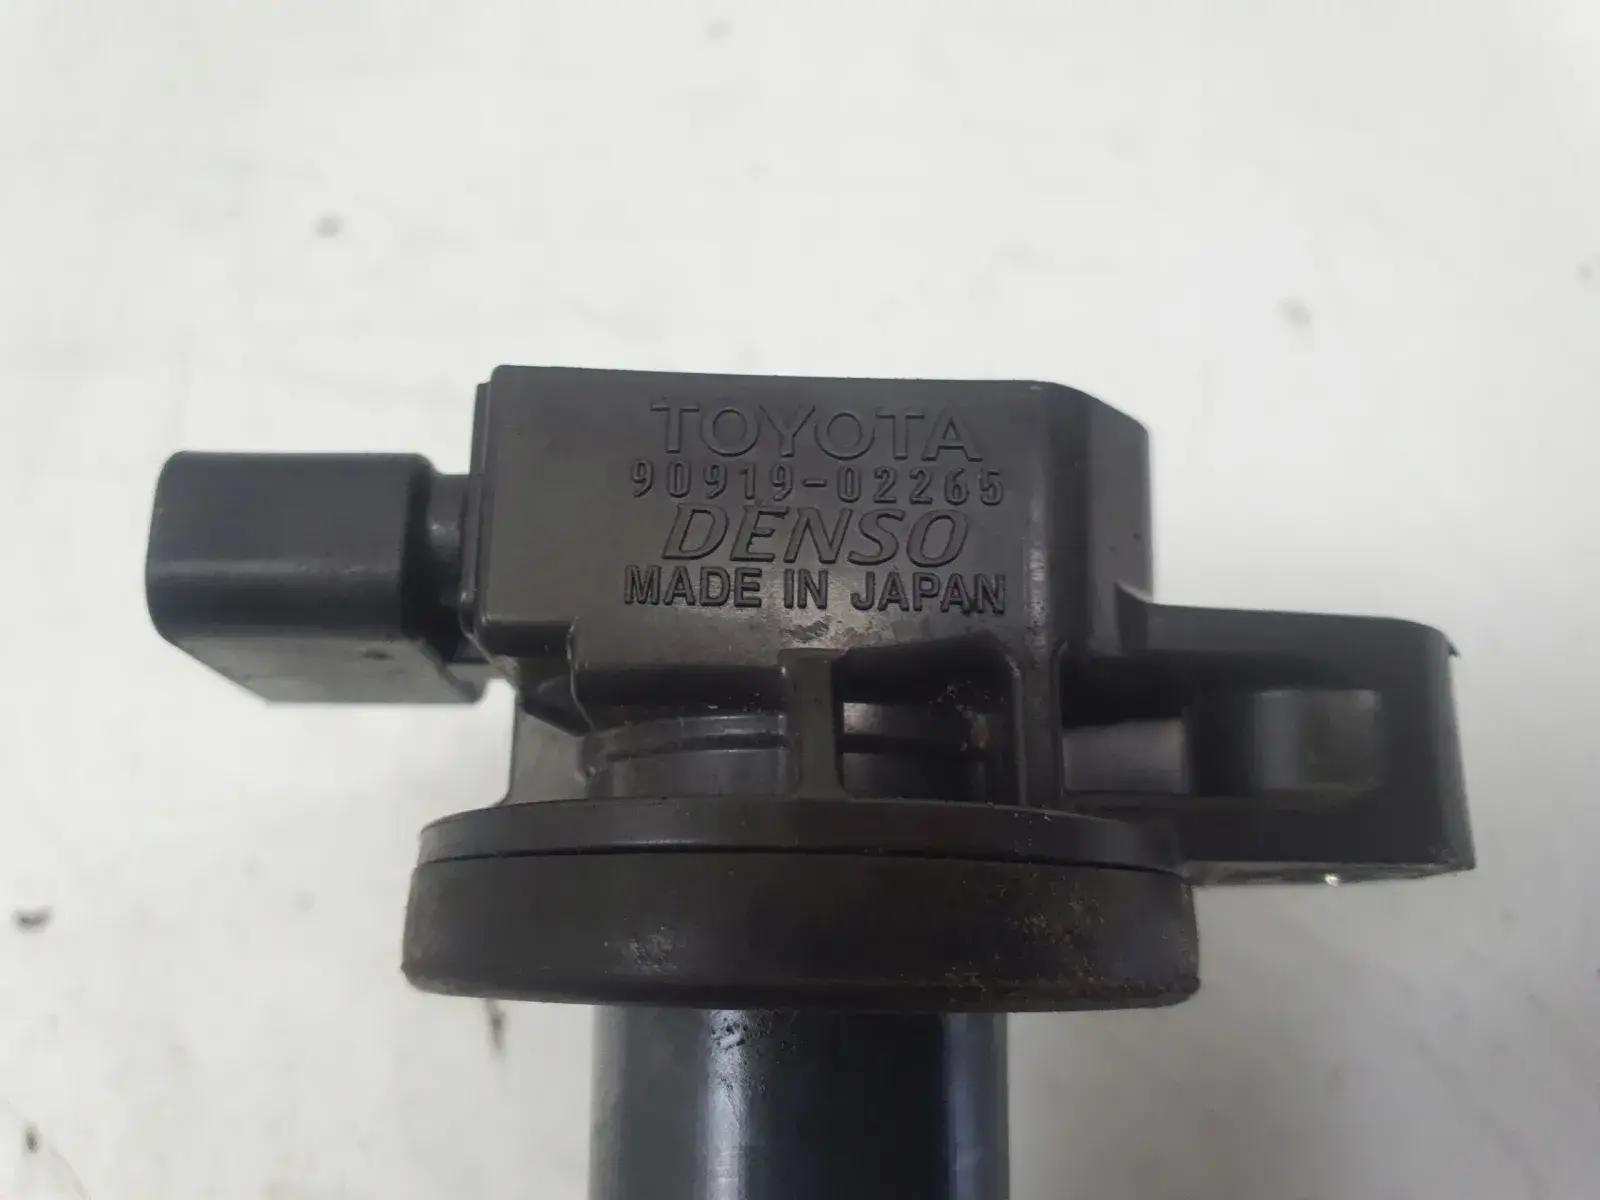 TOYOTA
90919-02265
DENSO
MADE IN JAPAN